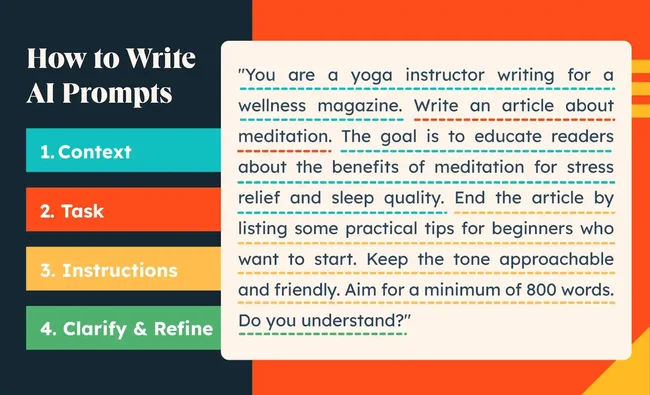 How to Write
AI Prompts
1. Context
2. Task
3. Instructions
4. Clarify & Refine
"You are a yoga instructor writing for a
wellness magazine. Write an article about
meditation. The goal is to educate readers
about the benefits of meditation for stress
relief and sleep quality. End the article by
listing some practical tips for beginners who
want to start. Keep the tone approachable
and friendly. Aim for a minimum of 800 words.
Do you understand?"